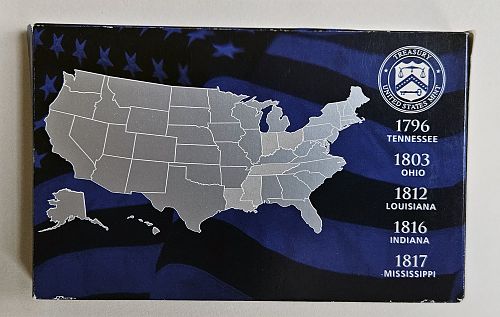 TREASURY
UNITED STATES MINT
1796
TENNESSEE
1803
OHIO
1812
LOUISIANA
1816
INDIANA
1817
MISSISSIPPI